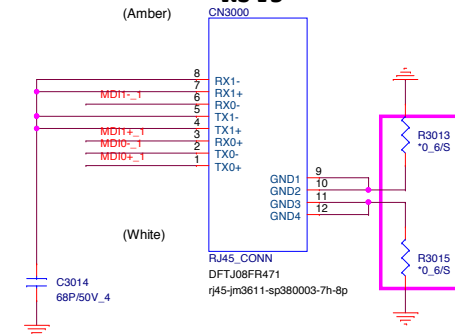 (Amber)
CN3000
8
RX1-
7
RX1+
MDI1-_1
6
RX0-
5
TX1-
4
TX1+
MDI1+_1
3
RX0+
MDI0-_1
2
TX0-
MDI0+_1
1
TX0+
9
GND1
10
GND2
11
GND3
12
GND4
R3013
*0_6/S
(White)
R3015
*0_6/S
RJ45_CONN
DFTJ08FR471
rj45-jm3611-sp380003-7h-8p
C3014
68P/50V_4